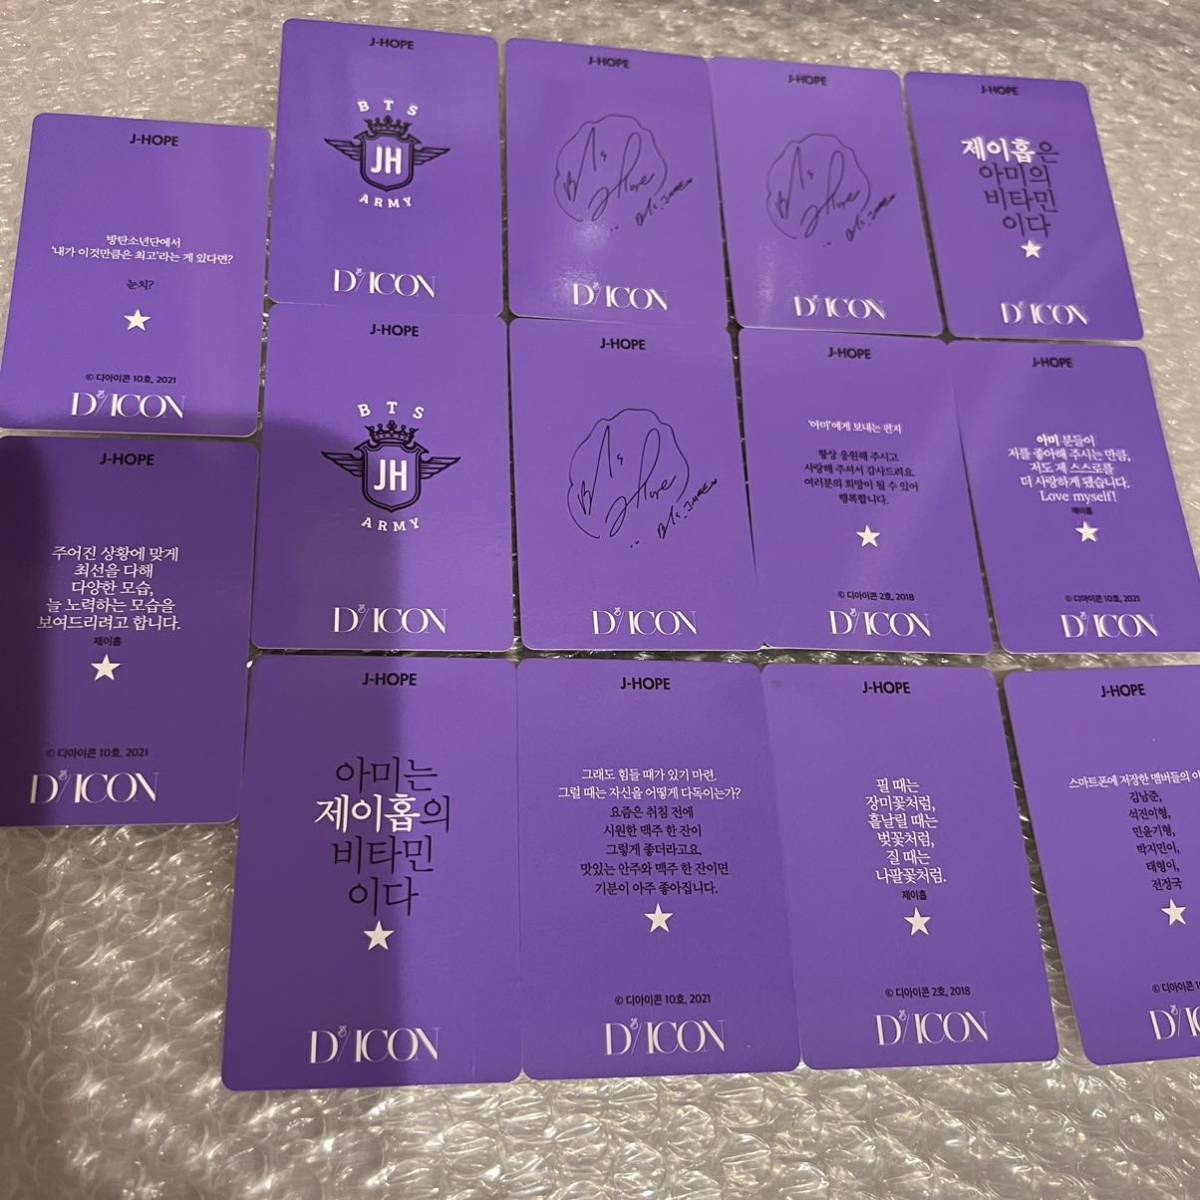 J-HOPE
방탄소년단에서
'내가 이것만큼은 최고'라는 게 있다면?
눈치?
© 디아이콘 10호, 2021
D/ICON
J-HOPE
BTS
JH
ARMY
D/ICON
J-HOPE
D/ICON
J-HOPE
D/ICON
J-HOPE
제이홉은
아미의
비타민
이다
D/ICON
J-HOPE
주어진 상황에 맞게
최선을 다해
다양한 모습,
늘 노력하는 모습을
보여드리려고 합니다.
제이홉
© 디아이콘 10호, 2021
D/ICON
J-HOPE
BTS
JH
ARMY
D/ICON
J-HOPE
D/ICON
J-HOPE
'아미'에게 보내는 편지
항상 응원해 주시고
사랑해 주셔서 감사드려요.
여러분의 희망이 될 수 있어
행복합니다.
© 디아이콘 2호, 2018
D/ICON
J-HOPE
아미 분들이
저를 좋아해 주시는 만큼,
저도 제 스스로를
더 사랑하게 됐습니다.
Love myself!
제이홉
© 디아이콘 10호, 2021
D/ICON
J-HOPE
아미는
제이홉의
비타민
이다
D/ICON
J-HOPE
그래도 힘들 때가 있기 마련.
그럴 때는 자신을 어떻게 다독이는가?
요즘은 취침 전에
시원한 맥주 한 잔이
그렇게 좋더라고요.
맛있는 안주와 맥주 한 잔이면
기분이 아주 좋아집니다.
© 디아이콘 10호, 2021
D/ICON
J-HOPE
필 때는
장미꽃처럼,
흩날릴 때는
벚꽃처럼,
질 때는
나팔꽃처럼.
제이홉
© 디아이콘 2호, 2018
D/ICON
J-HOPE
스마트폰에 저장한 멤버들의
김남준,
석진이형,
민윤기형,
박지민이,
태형이,
전정국
© 디아이콘